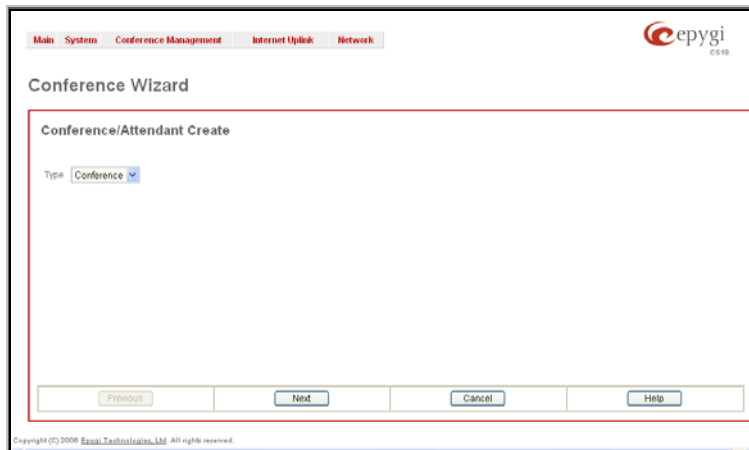 Main System Conference Management Internet Uplink Network
epygi
CS18
Conference Wizard
Conference/Attendant Create
Type Conference
Previous Next Cancel Help
Copyright (C) 2006 Epygi Technologies, Ltd. All rights reserved.